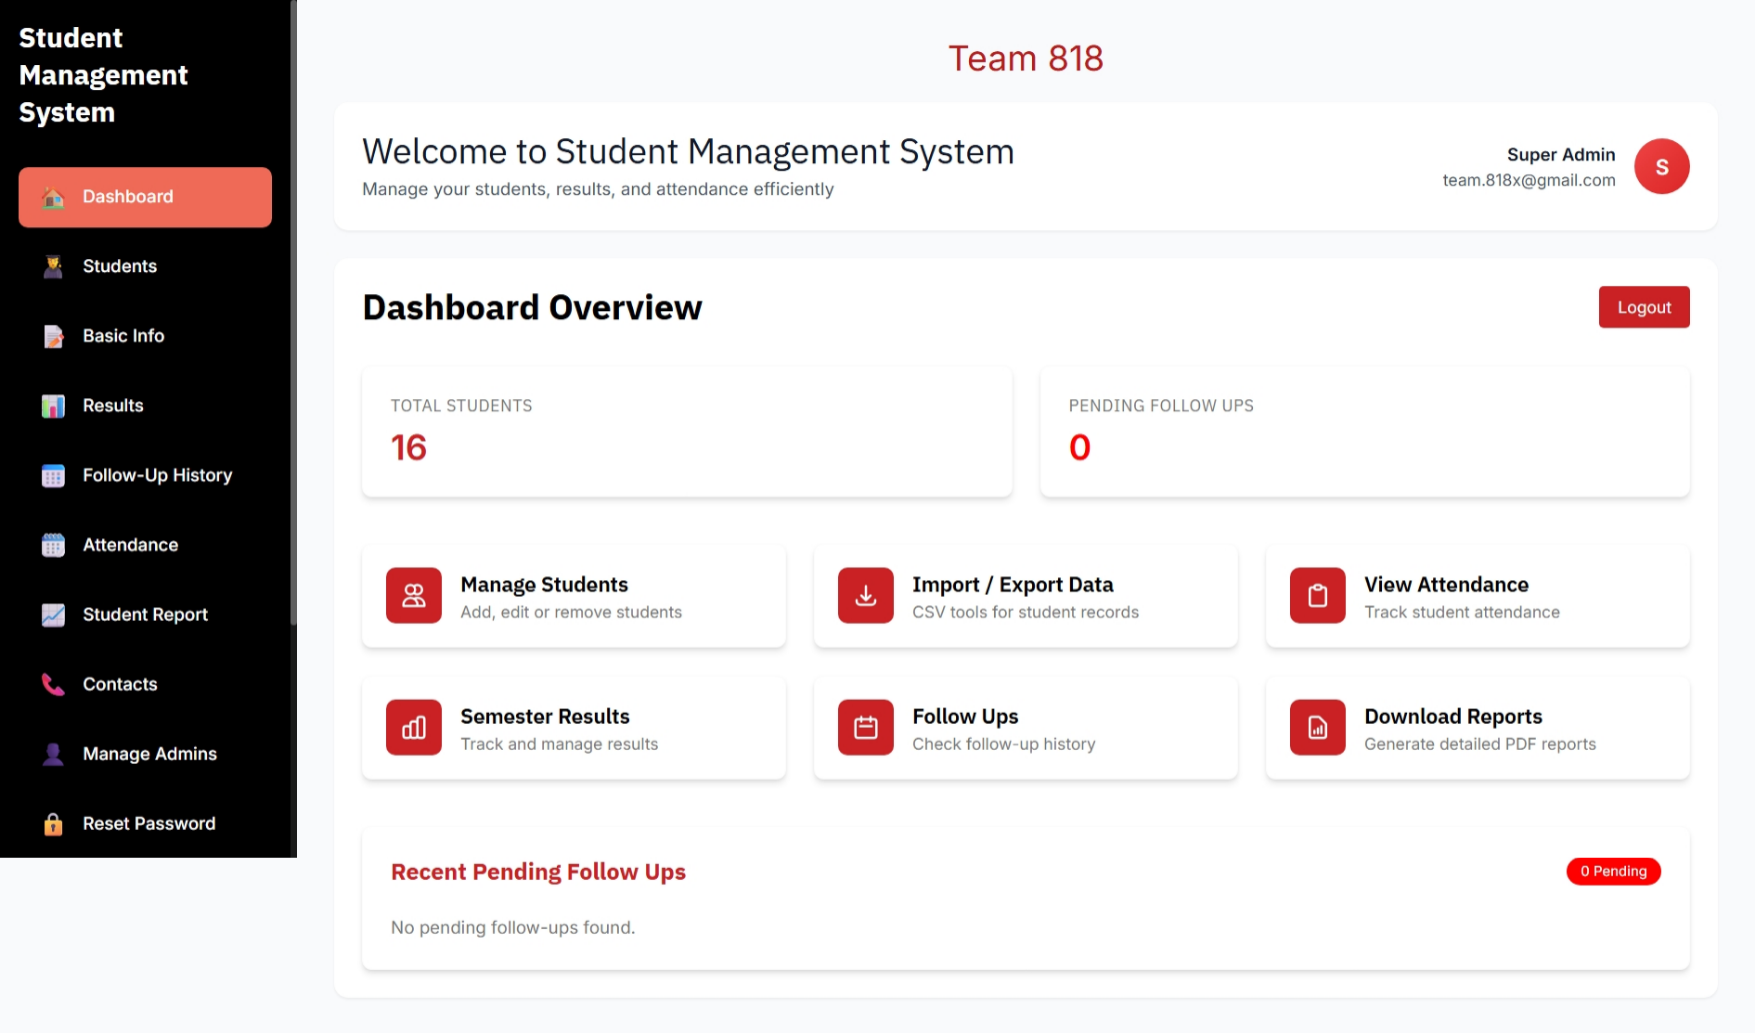 Student
Management
System
Dashboard
Students
Basic Info
Results
Follow-Up History
Attendance
Student Report
Contacts
Manage Admins
Reset Password
Team 818
Welcome to Student Management System
Manage your students, results, and attendance efficiently
Super Admin
team.818x@gmail.com
S
Dashboard Overview
Logout
TOTAL STUDENTS
16
PENDING FOLLOW UPS
0
Manage Students
Add, edit or remove students
Import / Export Data
CSV tools for student records
View Attendance
Track student attendance
Semester Results
Track and manage results
Follow Ups
Check follow-up history
Download Reports
Generate detailed PDF reports
Recent Pending Follow Ups
0 Pending
No pending follow-ups found.